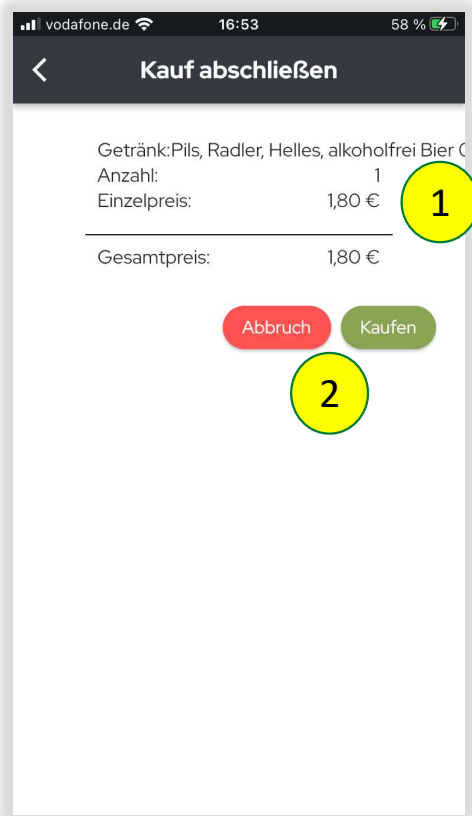 vodafone.de 16:53 58 %
Kauf abschließen
Getränk:Pils, Radler, Helles, alkoholfrei Bier
Anzahl: 1
Einzelpreis: 1,80 €
1
Gesamtpreis: 1,80 €
Abbruch Kaufen
2